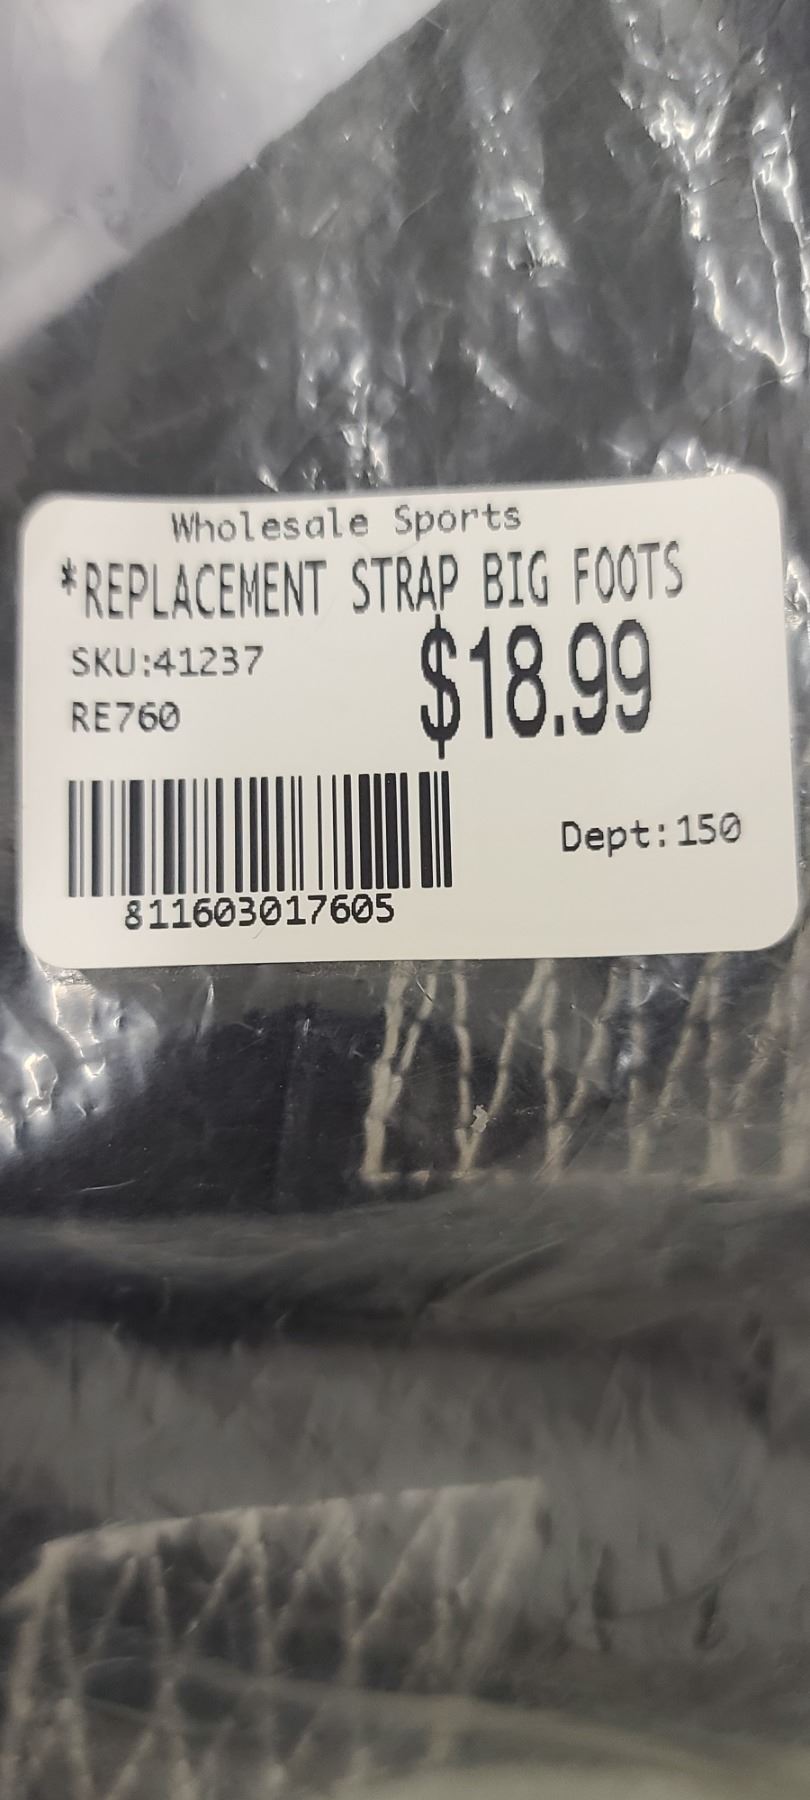 Wholesale Sports
*REPLACEMENT STRAP BIG FOOTS
SKU:41237 $18.99
RE760
Dept:150
811603017605